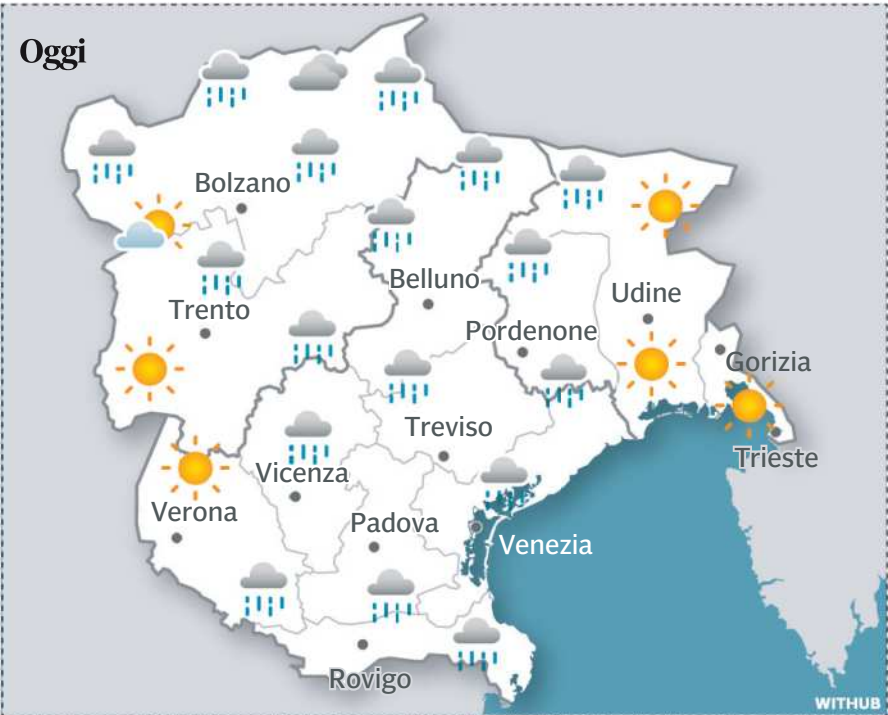 Oggi
Bolzano
Belluno
Udine
Trento
Pordenone
Gorizia
Treviso
Trieste
Vicenza
Verona
Padova
Venezia
Rovigo
WITHUB